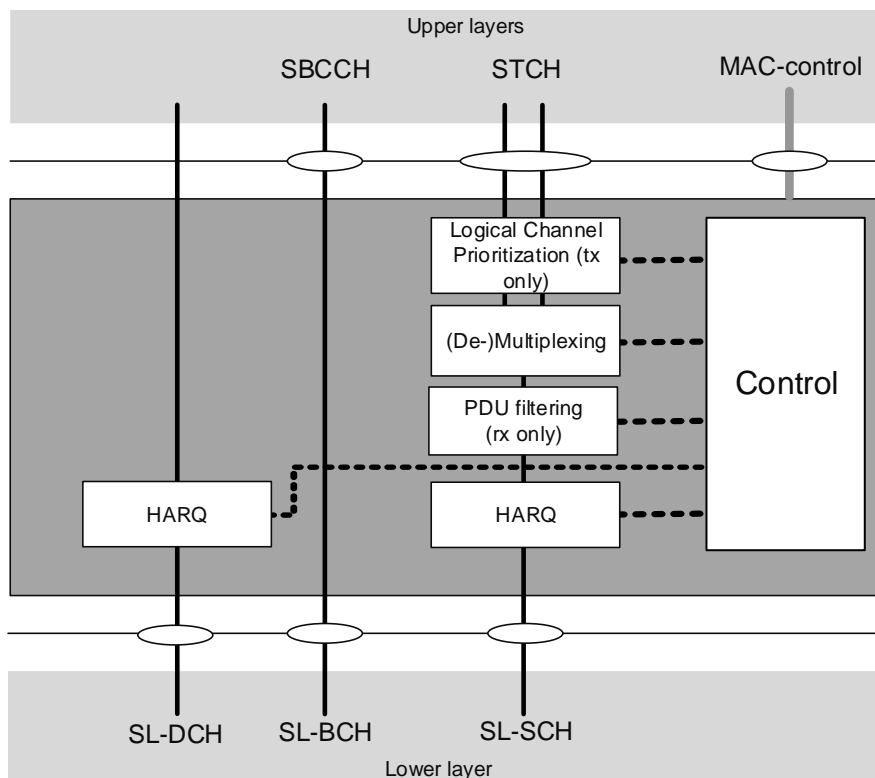 Upper layers
SBCCH
STCH
MAC-control
Logical Channel
Prioritization (tx
only)
(De-)Multiplexing
Control
PDU filtering
(rx only)
HARQ
HARQ
SL-DCH
SL-BCH
SL-SCH
Lower layer